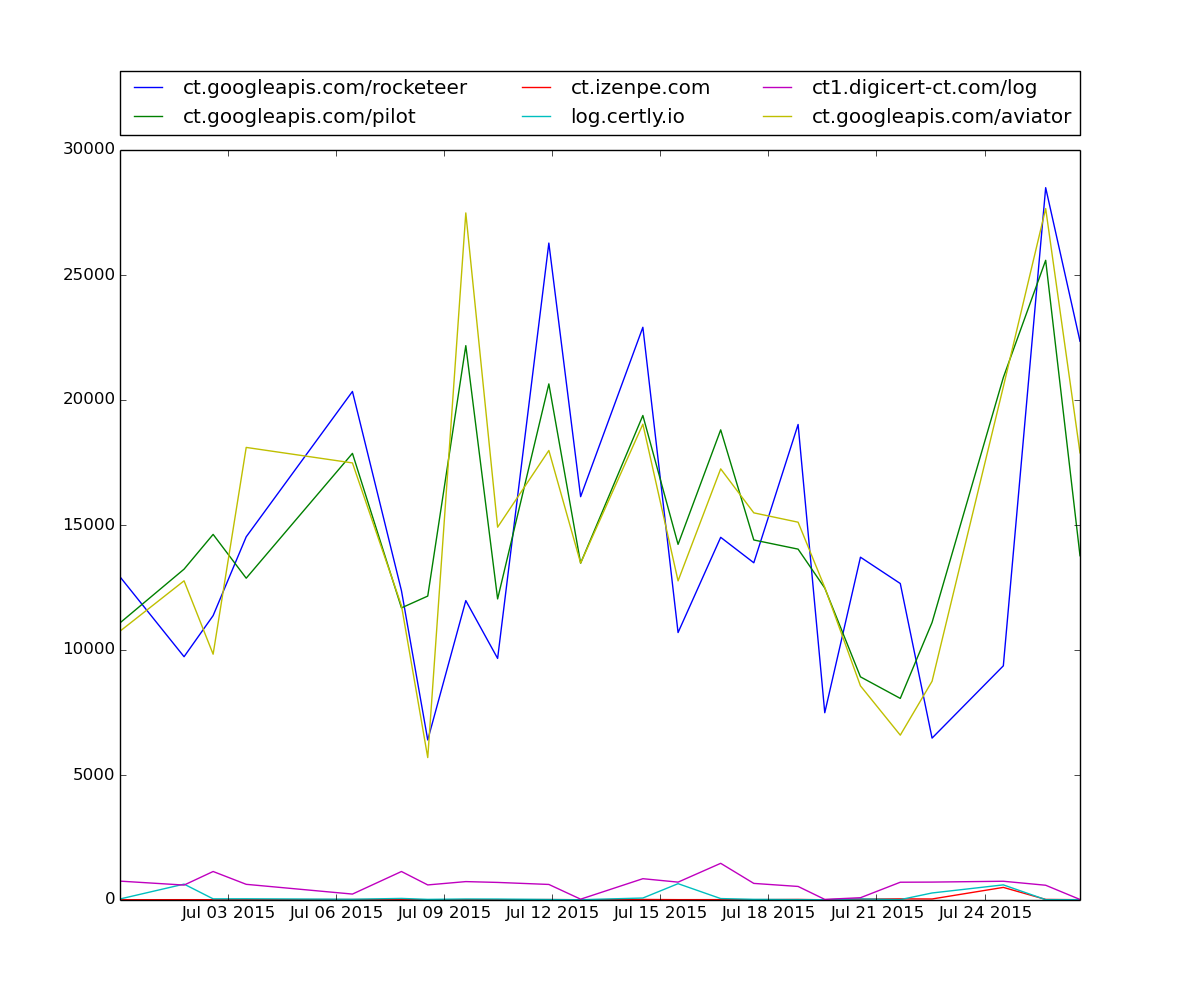 ct.googleapis.com/rocketeer ct.izenpe.com ct1.digicert-ct.com/log
ct.googleapis.com/pilot log.certly.io ct.googleapis.com/aviator
30000
25000
20000
15000
10000
5000
0
Jul 03 2015 Jul 06 2015 Jul 09 2015 Jul 12 2015 Jul 15 2015 Jul 18 2015 Jul 21 2015 Jul 24 2015